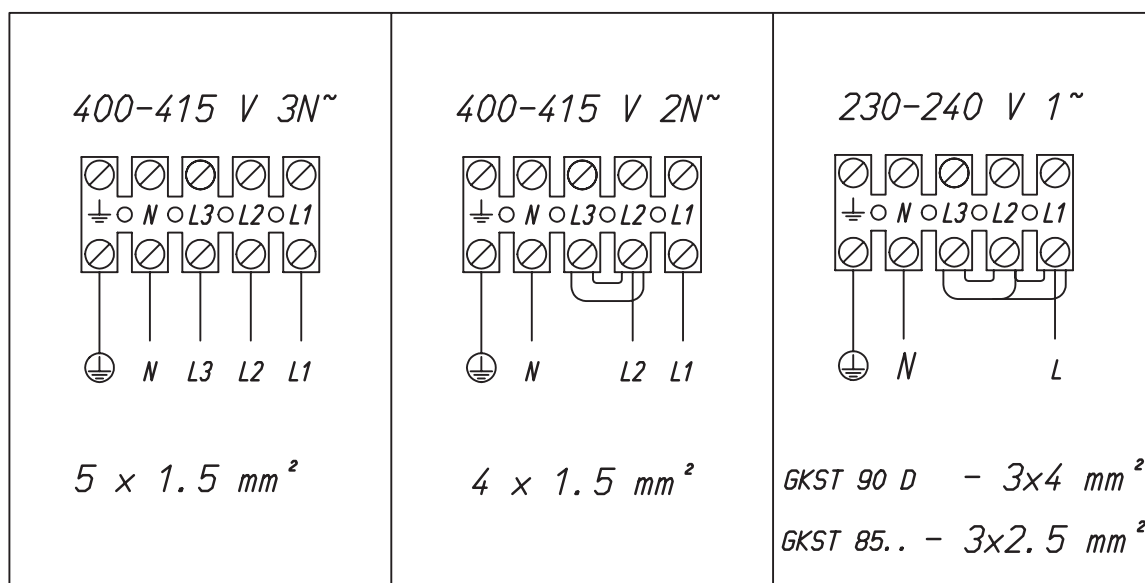 400-415 V 3N~
N L3 L2 L1
N L3 L2 L1
5 x 1.5 mm²
400-415 V 2N~
N L3 L2 L1
N L2 L1
4 x 1.5 mm²
230-240 V 1~
N L3 L2 L1
N L
GKST 90 D - 3x4 mm²
GKST 85.. - 3x2.5 mm²